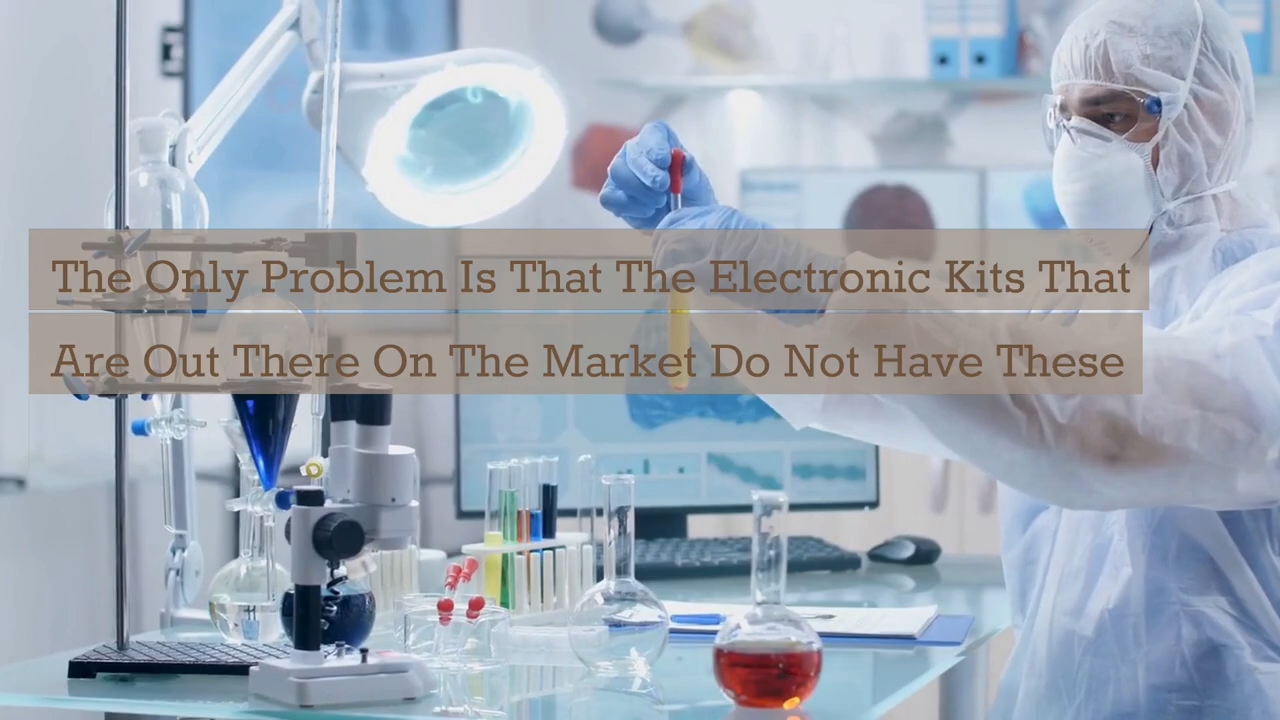 The Only Problem Is That The Electronic Kits That
Are Out There On The Market Do Not Have These